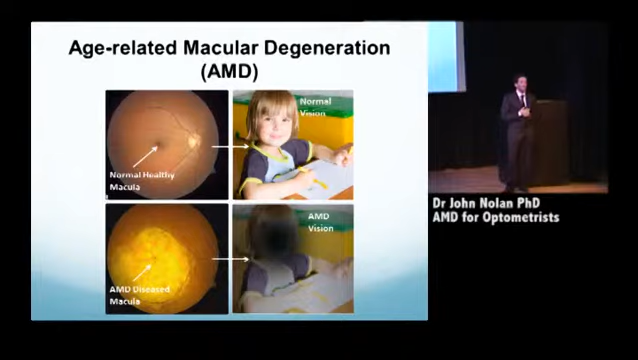 Age-related Macular Degeneration
(AMD)
Normal Healthy
Macula
Normal
Vision
AMD Diseased
Macula
AMD
Vision
Dr John Nolan PhD
AMD for Optometrists